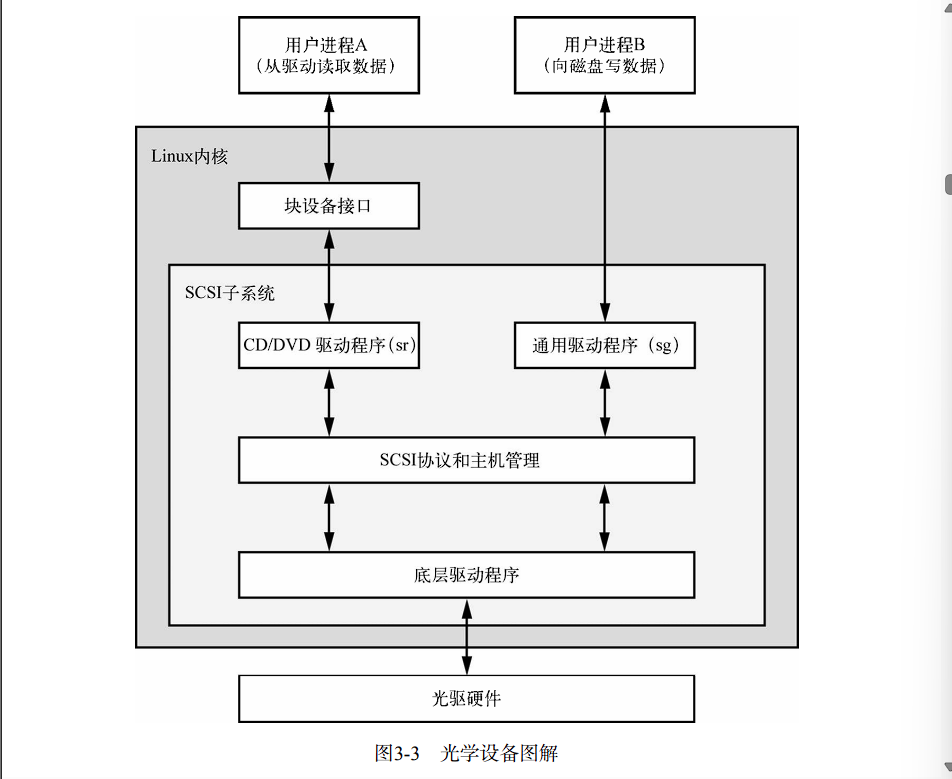 用户进程A
（从驱动读取数据）
用户进程B
（向磁盘写数据）
Linux内核
块设备接口
SCSI子系统
CD/DVD 驱动程序(sr)
通用驱动程序（sg）
SCSI协议和主机管理
底层驱动程序
光驱硬件
图3-3 光学设备图解